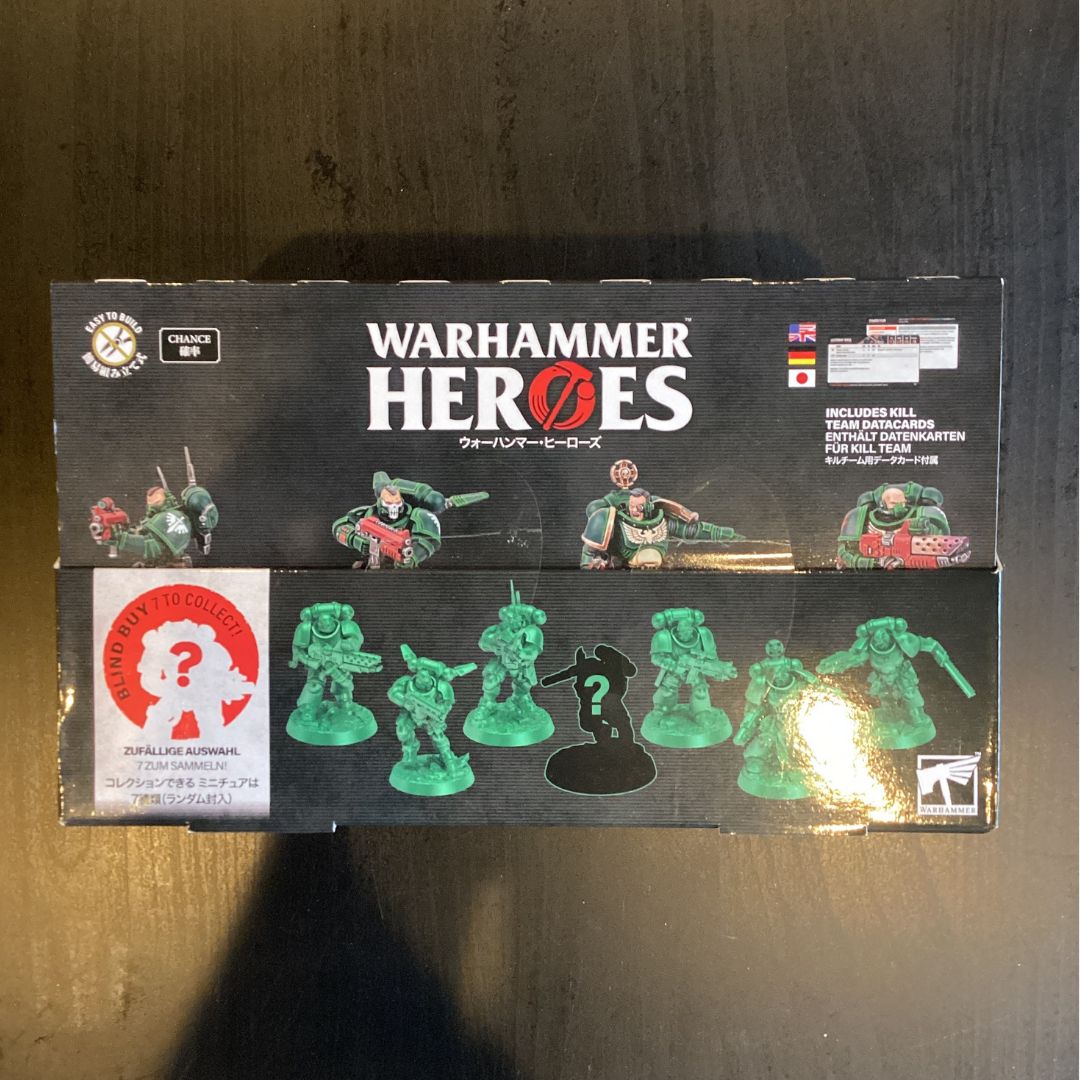 EASY TO BUILD
簡易組み立て式
CHANCE
確率
WARHAMMER™
HEROES
ウォーハンマー・ヒーローズ
INCLUDES KILL
TEAM DATACARDS
ENTHÄLT DATENKARTEN
FÜR KILL TEAM
キルチーム用データカード付属
BLIND BUY 7 TO COLLECT!
?
ZUFÄLLIGE AUSWAHL
7 ZUM SAMMELN!
コレクションできる ミニチュアは
7種類(ランダム封入)
?
WARHAMMER